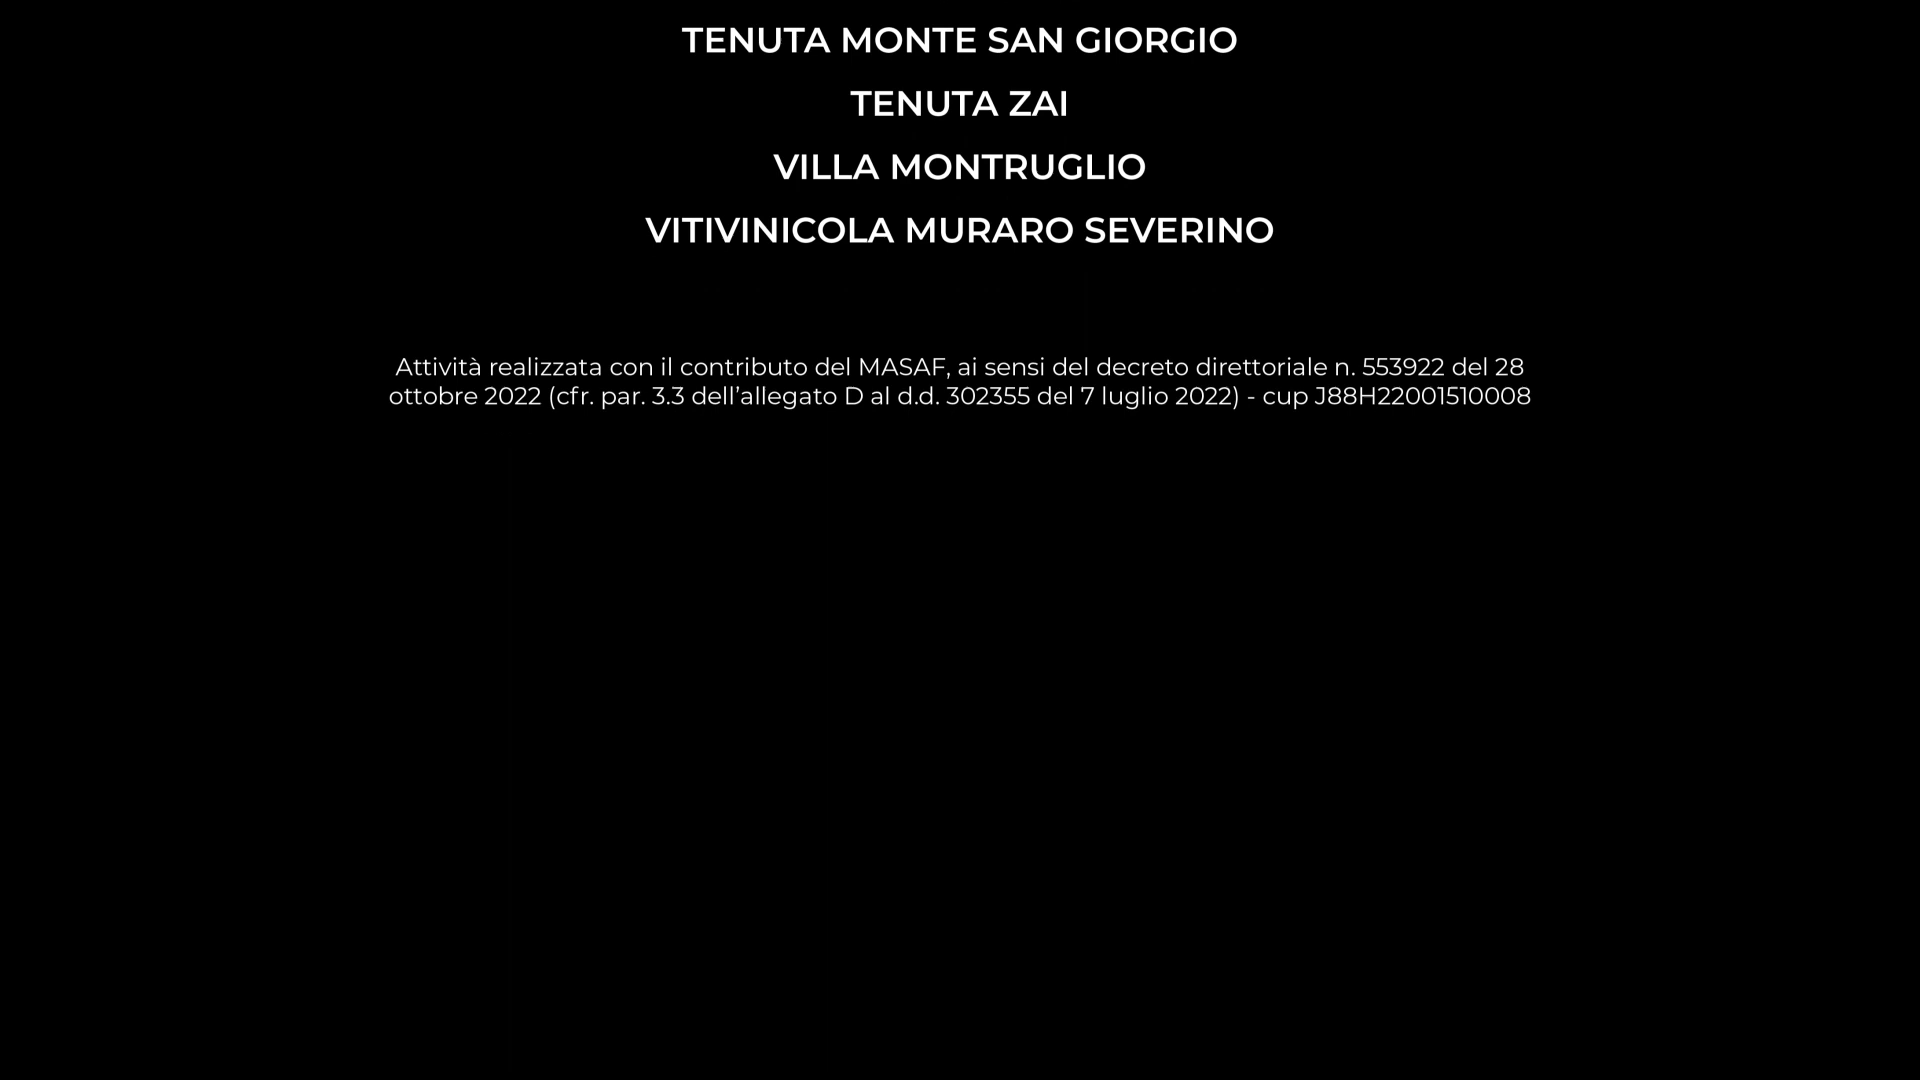 TENUTA MONTE SAN GIORGIO
TENUTA ZAI
VILLA MONTRUGLIO
VITIVINICOLA MURARO SEVERINO
Attività realizzata con il contributo del MASAF, ai sensi del decreto direttoriale n. 553922 del 28
ottobre 2022 (cfr. par. 3.3 dell’allegato D al d.d. 302355 del 7 luglio 2022) - cup J88H22001510008